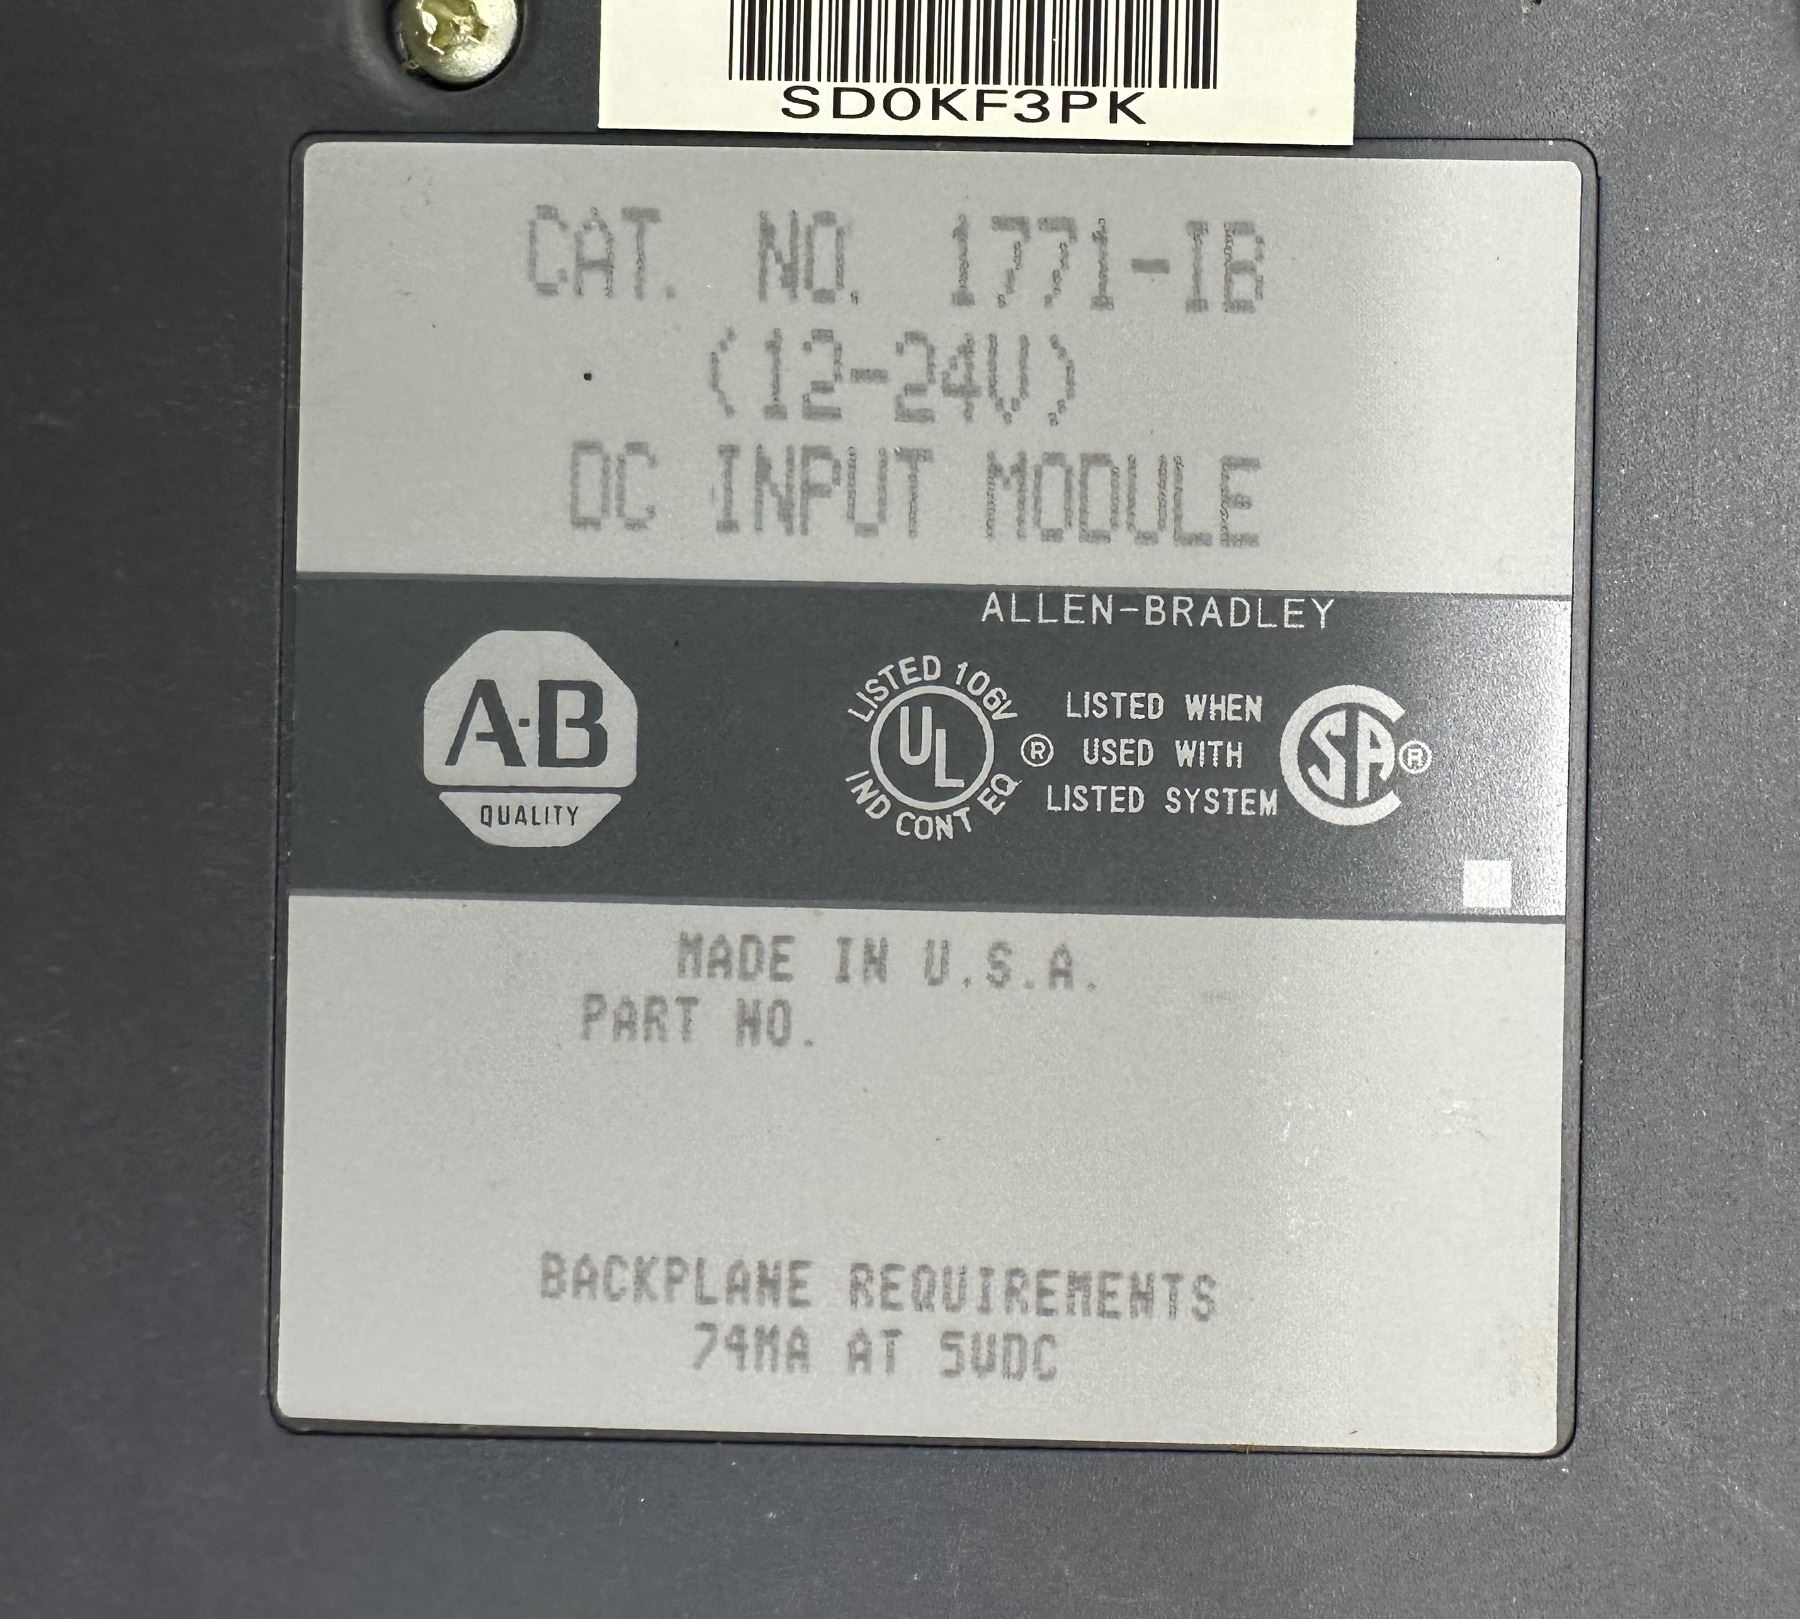 SD0KF3PK
CAT. NO. 1771-IB
(12-24V)
DC INPUT MODULE
ALLEN-BRADLEY
A·B
QUALITY
LISTED 106V
UL
IND CONT EQ
®
LISTED WHEN
USED WITH
LISTED SYSTEM
SA
®
MADE IN U.S.A.
PART NO.
BACKPLANE REQUIREMENTS
74MA AT 5VDC